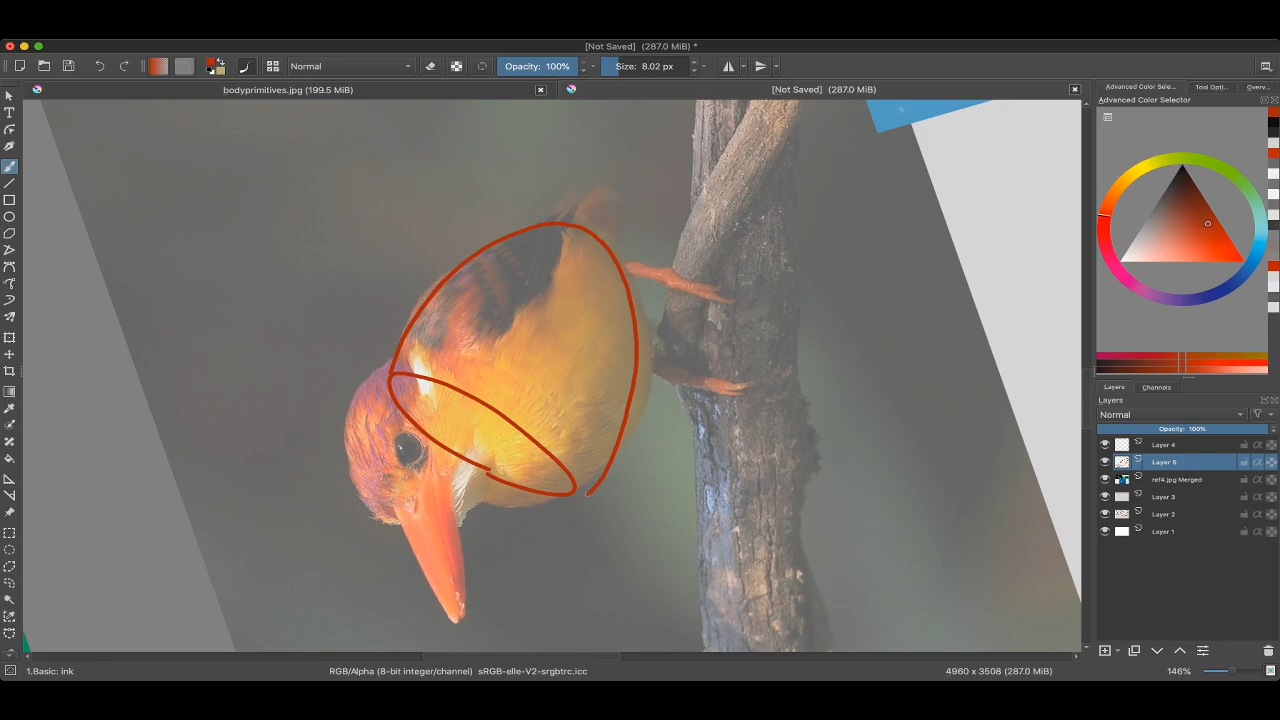 [Not Saved] (287.0 MiB) *
Normal
Opacity: 100%
Size: 8.02 px
bodyprimitives.jpg (199.5 MiB)
[Not Saved] (287.0 MiB)
Advanced Color Sele...
Tool Opti...
Overv...
Advanced Color Selector
Layers
Channels
Layers
Normal
Opacity: 100%
Layer 4
Layer 5
ref4.jpg Merged
Layer 3
Layer 2
Layer 1
1.Basic: ink
RGB/Alpha (8-bit integer/channel) sRGB-elle-V2-srgbtrc.icc
4960 x 3508 (287.0 MiB)
146%